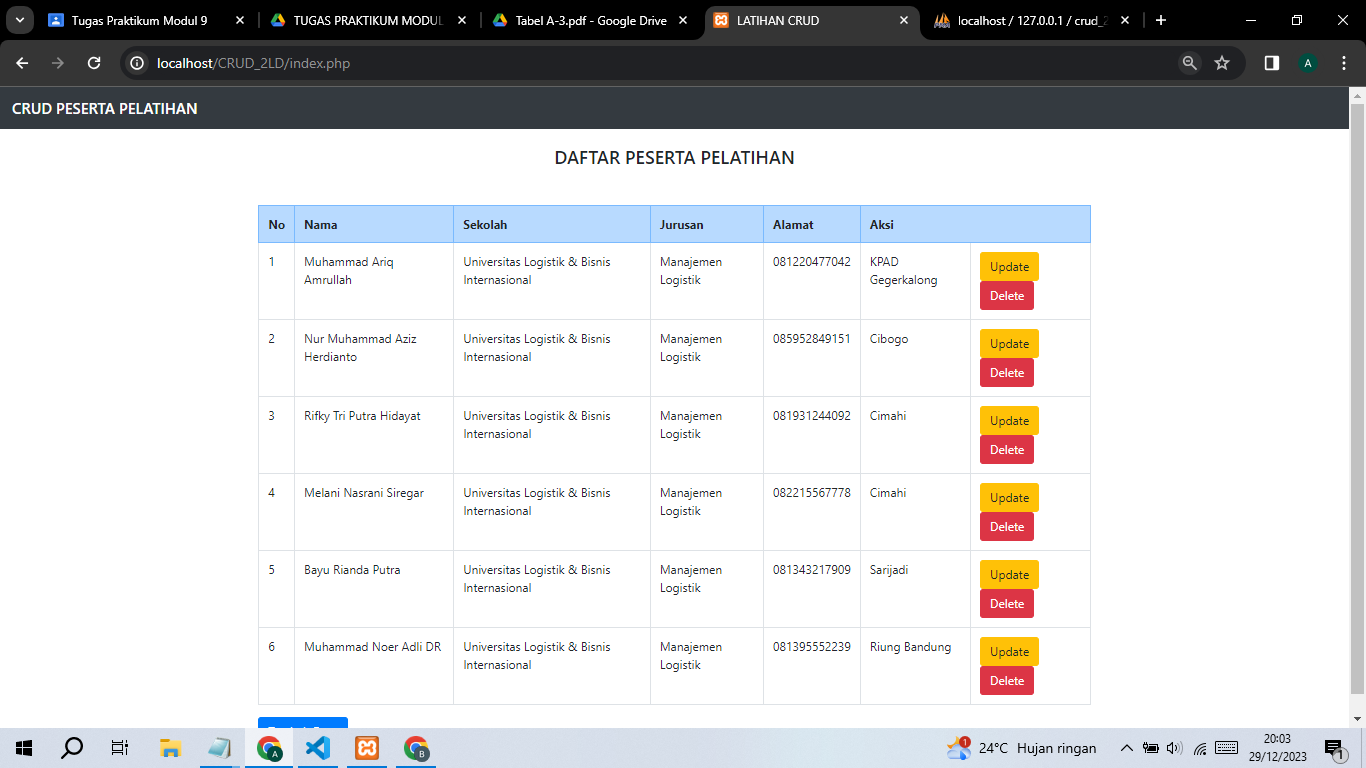 Tugas Praktikum Modul 9
TUGAS PRAKTIKUM MODUL
Tabel A-3.pdf - Google Drive
LATIHAN CRUD
localhost / 127.0.0.1 / crud_2
localhost/CRUD_2LD/index.php
A
CRUD PESERTA PELATIHAN
DAFTAR PESERTA PELATIHAN
No Nama Sekolah Jurusan Alamat Aksi
1 Muhammad Ariq Universitas Logistik & Bisnis Manajemen 081220477042 KPAD Update
Amrullah Internasional Logistik Gegerkalong
Delete
2 Nur Muhammad Aziz Universitas Logistik & Bisnis Manajemen 085952849151 Cibogo Update
Herdianto Internasional Logistik
Delete
3 Rifky Tri Putra Hidayat Universitas Logistik & Bisnis Manajemen 081931244092 Cimahi Update
Internasional Logistik
Delete
4 Melani Nasrani Siregar Universitas Logistik & Bisnis Manajemen 082215567778 Cimahi Update
Internasional Logistik
Delete
5 Bayu Rianda Putra Universitas Logistik & Bisnis Manajemen 081343217909 Sarijadi Update
Internasional Logistik
Delete
6 Muhammad Noer Adli DR Universitas Logistik & Bisnis Manajemen 081395552239 Riung Bandung Update
Internasional Logistik
Delete
A
B
1
24°C Hujan ringan
20:03
29/12/2023
1